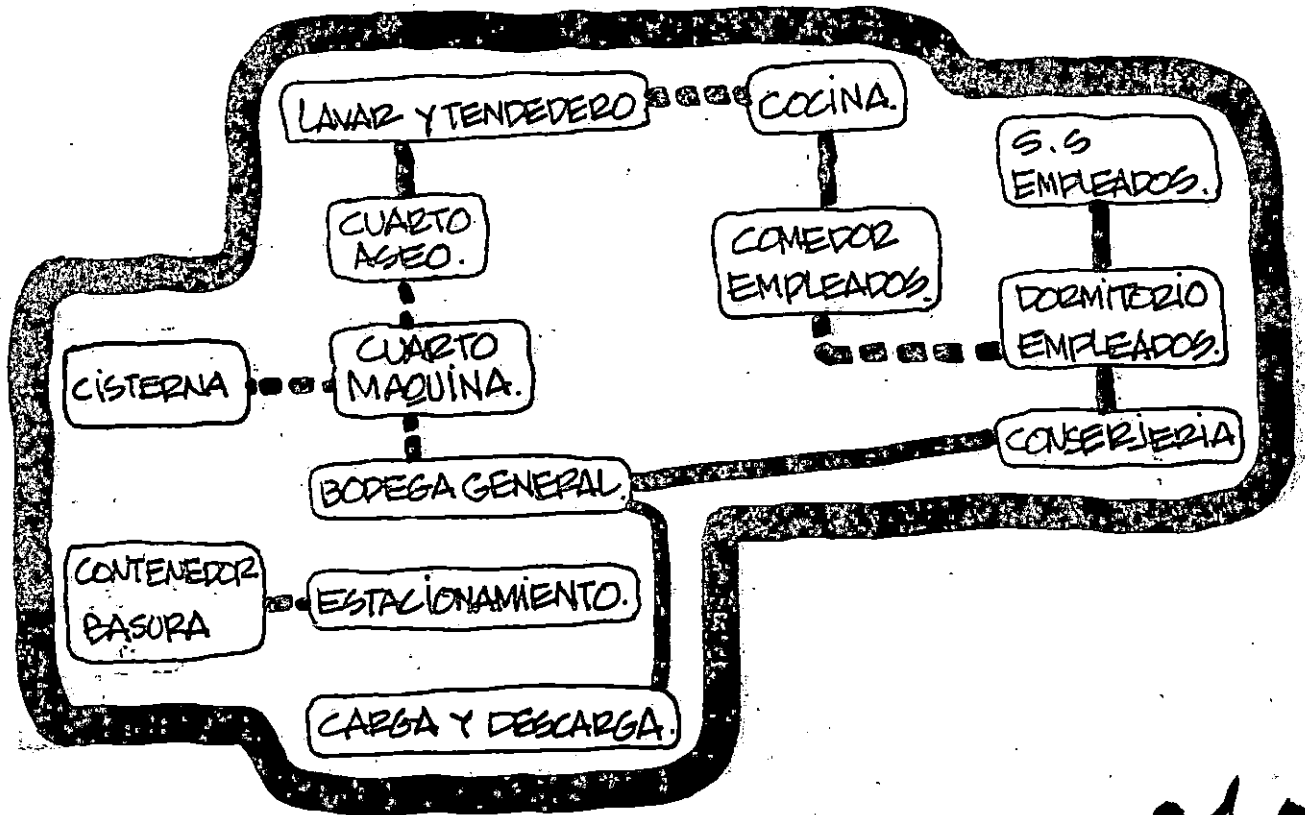 LAVAR Y TENDEDERO
COCINA.
S.S
EMPLEADOS.
CUARTO
ASEO.
COMEDOR
EMPLEADOS.
DORMITORIO
EMPLEADOS.
CISTERNA
CUARTO
MAQUINA.
CONSERJERIA
BODEGA GENERAL.
CONTENEDOR
BASURA
ESTACIONAMIENTO.
CARGA Y DESCARGA.